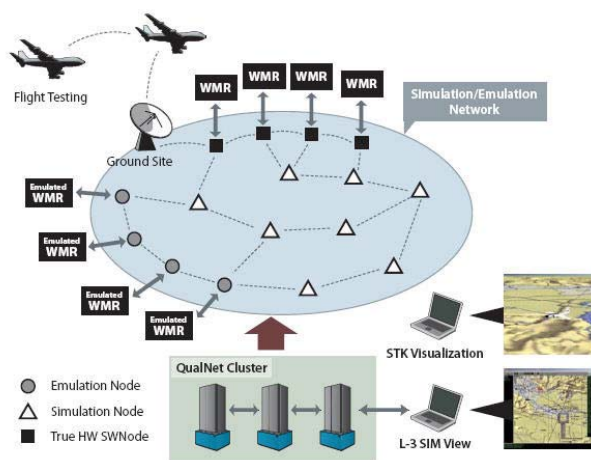 Flight Testing
WMR
WMR
WMR
WMR
Simulation/Emulation
Network
Ground Site
Emulated
WMR
Emulated
WMR
Emulated
WMR
Emulated
WMR
STK Visualization
QualNet Cluster
Emulation Node
Simulation Node
True HW SWNode
L-3 SIM View